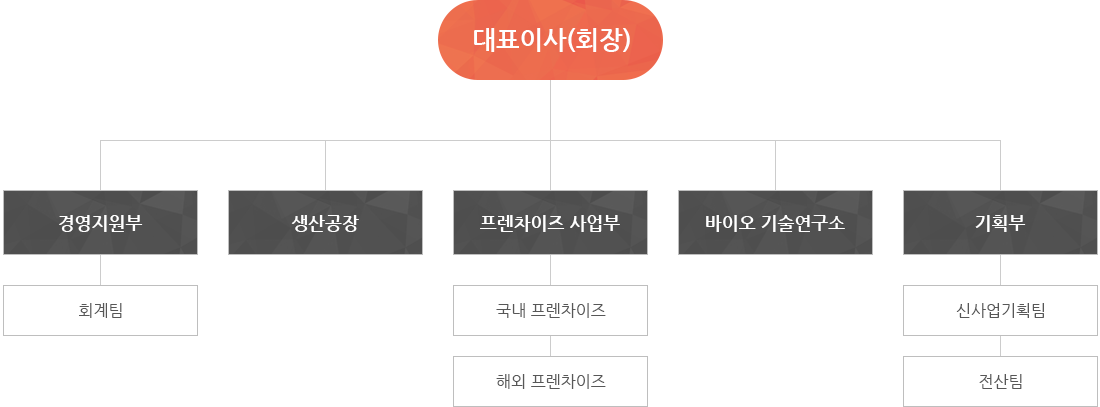 대표이사(회장)
경영지원부
생산공장
프렌차이즈 사업부
바이오 기술연구소
기획부
회계팀
국내 프렌차이즈
신사업기획팀
해외 프렌차이즈
전산팀